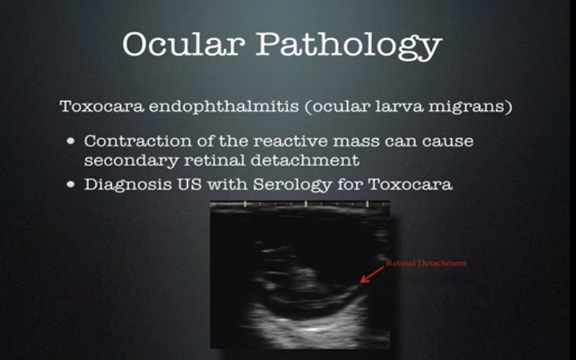 Ocular Pathology
Toxocara endophthalmitis (ocular larva migrans)
• Contraction of the reactive mass can cause
secondary retinal detachment
• Diagnosis US with Serology for Toxocara
Retinal Detachment